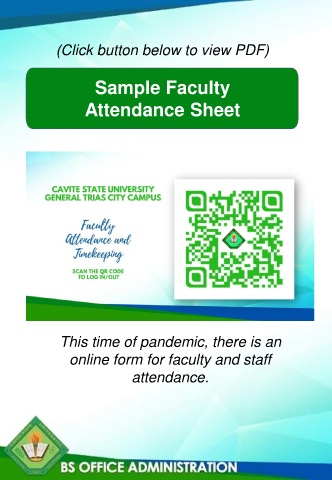 (Click button below to view PDF)
Sample Faculty
Attendance Sheet
CAVITE STATE UNIVERSITY
GENERAL TRIAS CITY CAMPUS
Faculty
Attendance and
Timekeeping
SCAN THE QR CODE
TO LOG IN/OUT
This time of pandemic, there is an
online form for faculty and staff
attendance.
BS OFFICE ADMINISTRATION